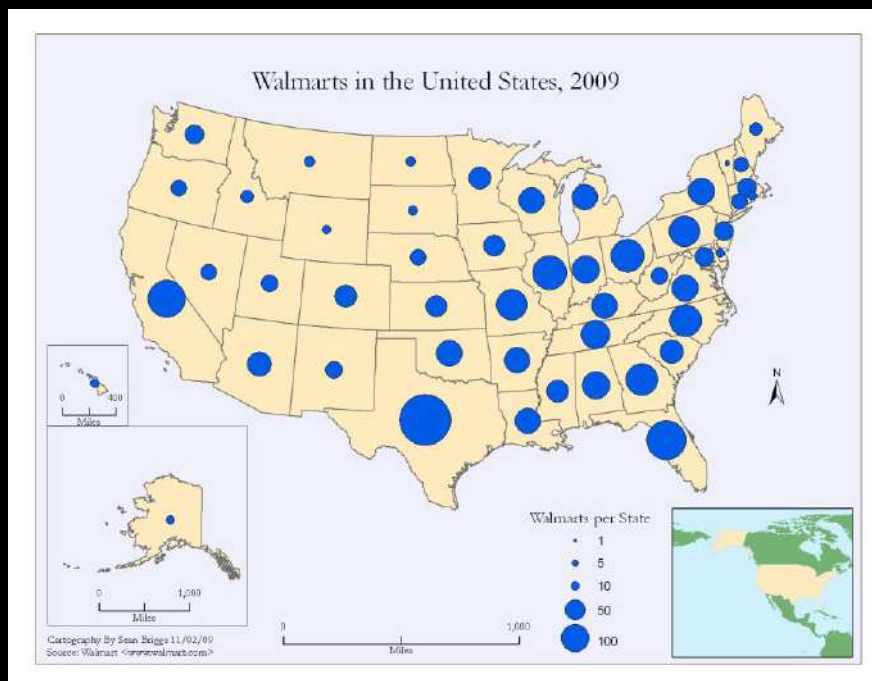 Walmarts in the United States, 2009
N
0 400
Miles
Walmarts per State
1
5
10
50
100
0 1,000
Miles
0 1,000
Miles
Cartography By Sean Briggs 11/02/09
Source: Walmart <www.walmart.com>